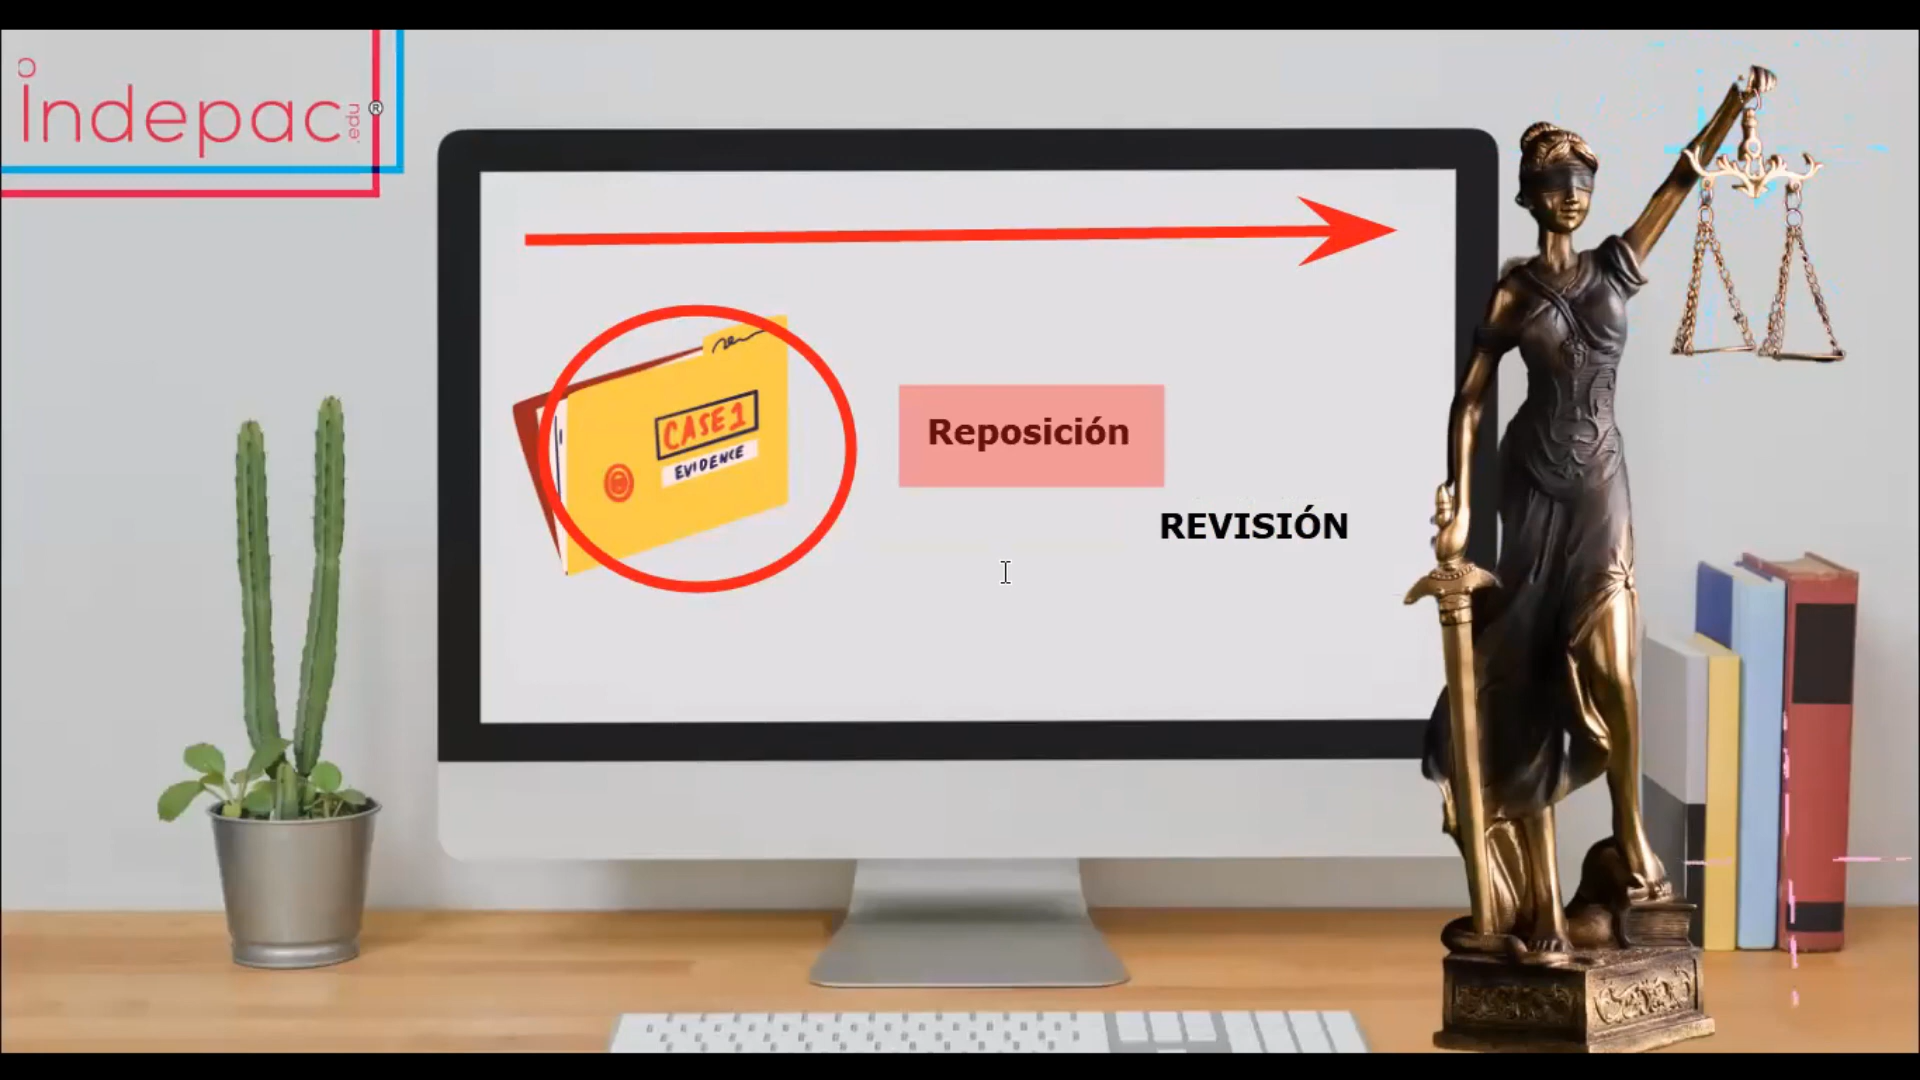 Indepac
.edu
®
CASE 1
EVIDENCE
Reposición
REVISIÓN